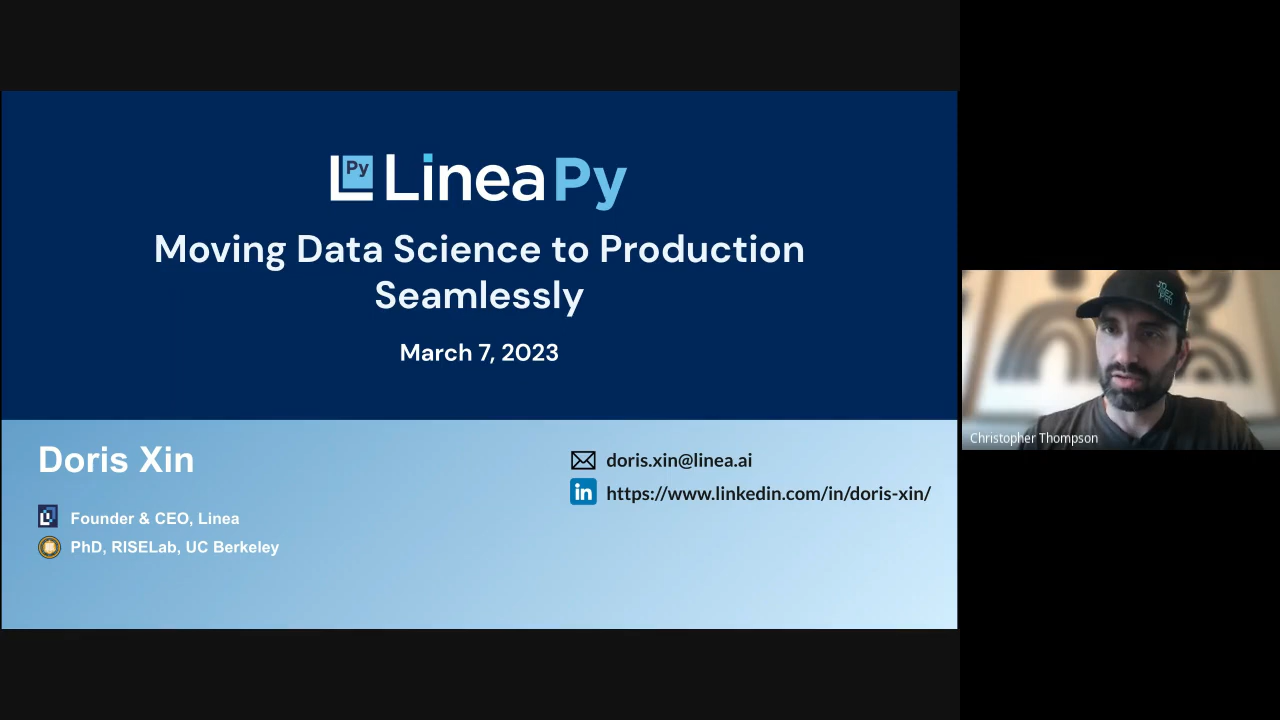 Py LineaPy
Moving Data Science to Production
Seamlessly
March 7, 2023
Doris Xin
Founder & CEO, Linea
PhD, RISELab, UC Berkeley
doris.xin@linea.ai
in https://www.linkedin.com/in/doris-xin/
Christopher Thompson